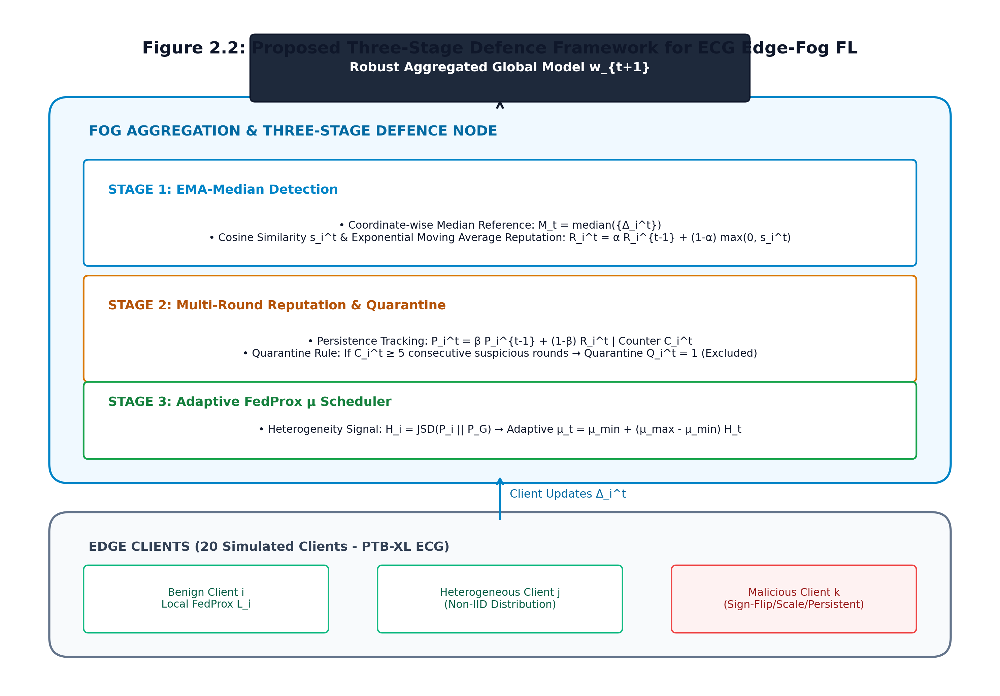 Figure 2.2: Proposed Three-Stage Defence Framework for ECG Edge-Fog FL
Robust Aggregated Global Model w_{t+1}
FOG AGGREGATION & THREE-STAGE DEFENCE NODE
STAGE 1: EMA-Median Detection
• Coordinate-wise Median Reference: M_t = median({Δ_i^t})
• Cosine Similarity s_i^t & Exponential Moving Average Reputation: R_i^t = α R_i^{t-1} + (1-α) max(0, s_i^t)
STAGE 2: Multi-Round Reputation & Quarantine
• Persistence Tracking: P_i^t = β P_i^{t-1} + (1-β) R_i^t | Counter C_i^t
• Quarantine Rule: If C_i^t ≥ 5 consecutive suspicious rounds → Quarantine Q_i^t = 1 (Excluded)
STAGE 3: Adaptive FedProx μ Scheduler
• Heterogeneity Signal: H_i = JSD(P_i || P_G) → Adaptive μ_t = μ_min + (μ_max - μ_min) H_t
Client Updates Δ_i^t
EDGE CLIENTS (20 Simulated Clients - PTB-XL ECG)
Benign Client i
Local FedProx L_i
Heterogeneous Client j
(Non-IID Distribution)
Malicious Client k
(Sign-Flip/Scale/Persistent)